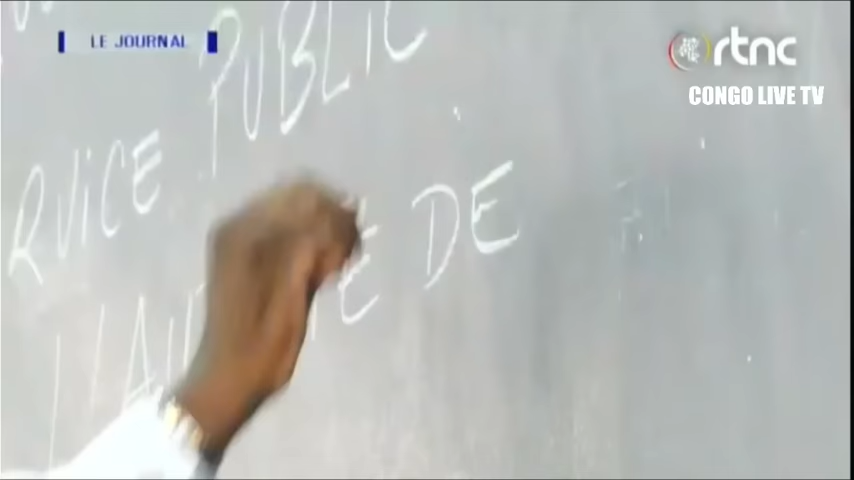 LE JOURNAL
rtnc
CONGO LIVE TV
PUBLIC
RVICE
DE